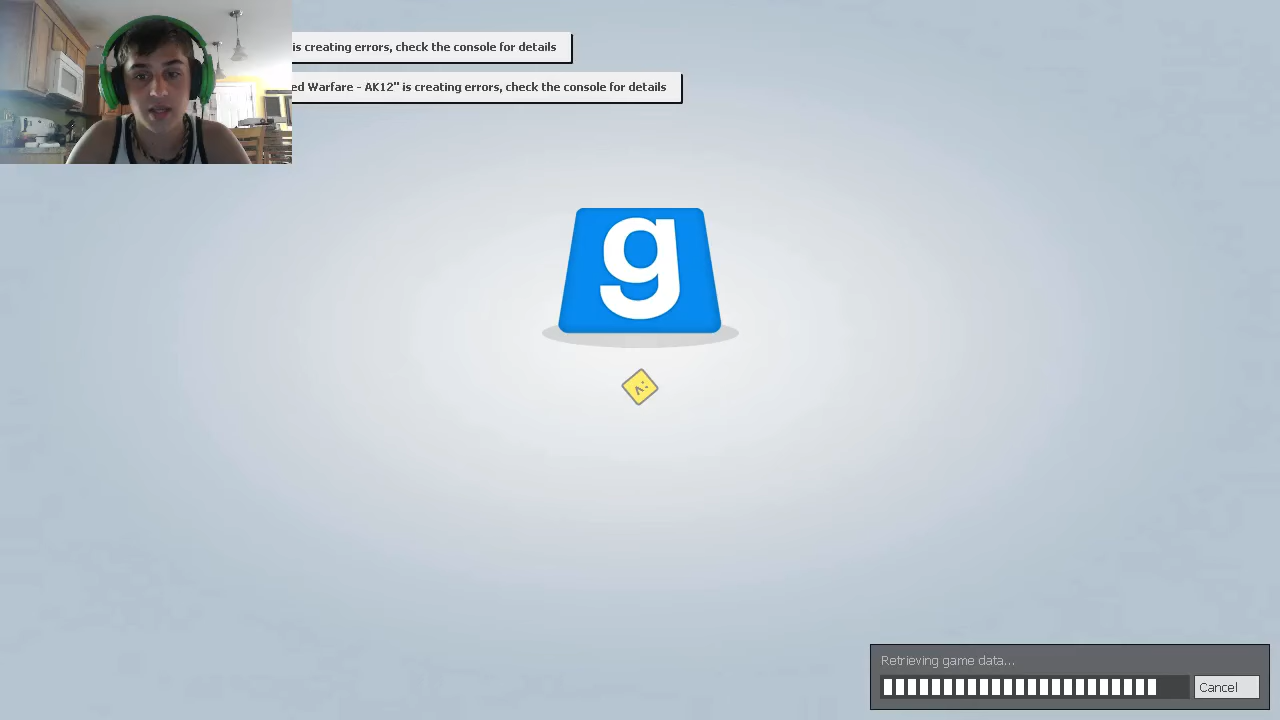 is creating errors, check the console for details
ed Warfare - AK12" is creating errors, check the console for details
g
Retrieving game data...
Cancel